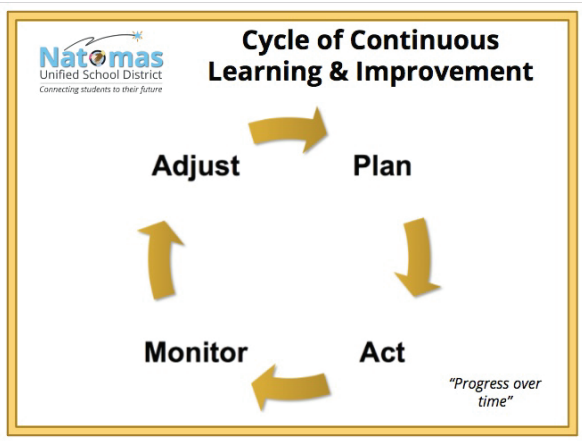 Natomas
Unified School District
Connecting students to their future
Cycle of Continuous
Learning & Improvement
Adjust
Plan
Monitor
Act
“Progress over
time”